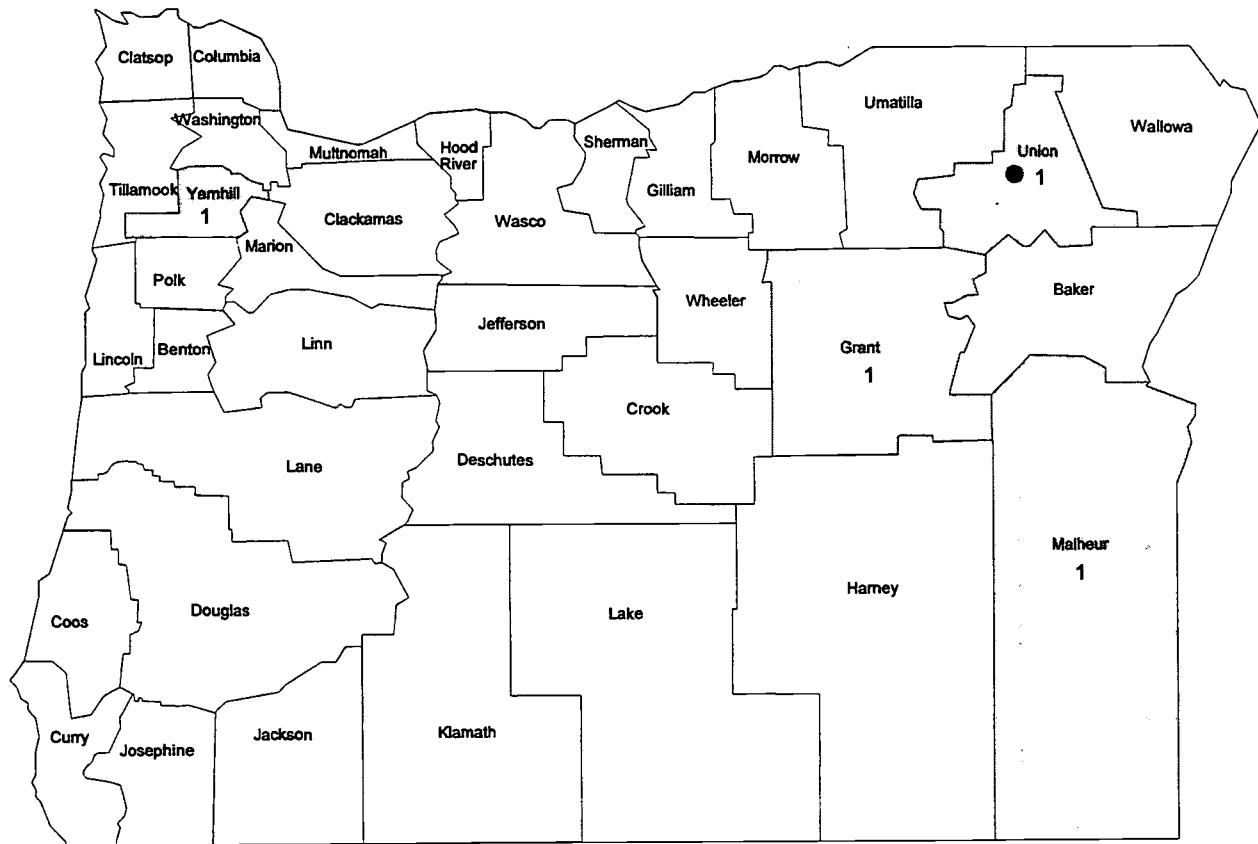 Clatsop
Columbia
Washington
Multnomah
Hood
River
Sherman
Umatilla
Wallowa
Tillamook
Yamhill
1
Clackamas
Wasco
Gilliam
Morrow
Union
1
Marion
Polk
Wheeler
Baker
Lincoln
Benton
Linn
Jefferson
Grant
1
Crook
Lane
Deschutes
Malheur
1
Coos
Douglas
Lake
Harney
Curry
Josephine
Jackson
Klamath